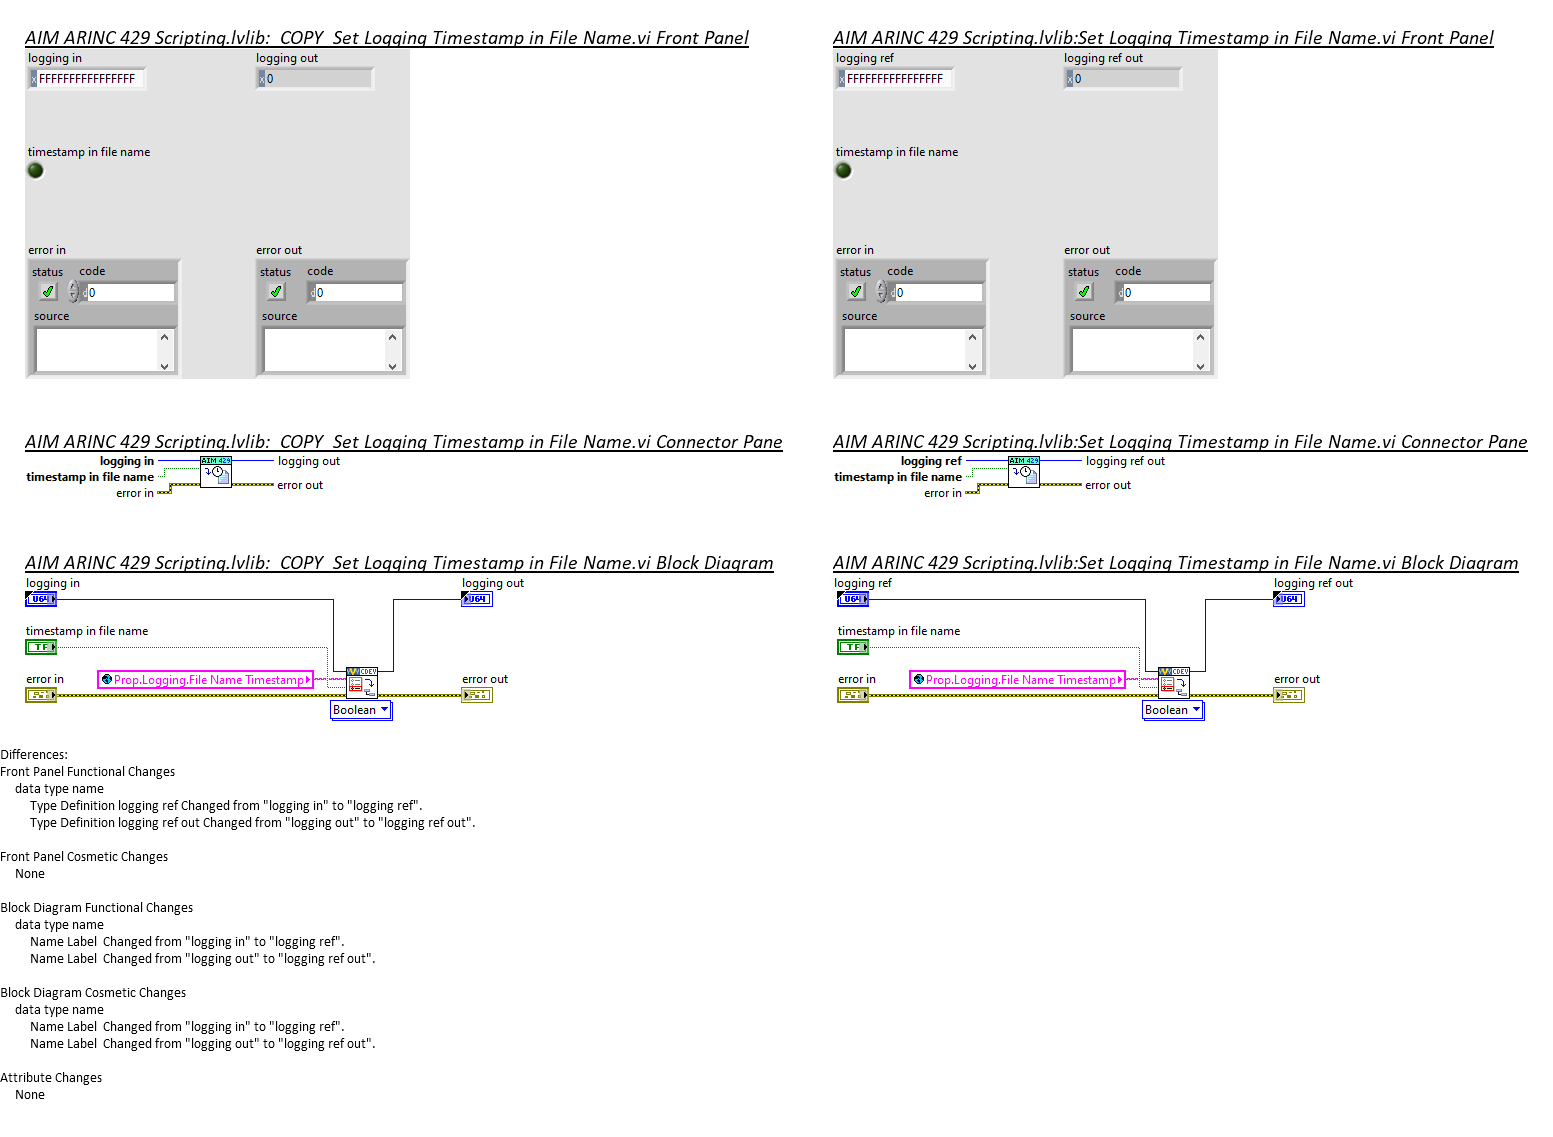 AIM ARINC 429 Scripting.lvlib:  COPY  Set Logging Timestamp in File Name.vi Front Panel
logging in
logging out
x FFFFFFFFFFFFFFFF
x 0
timestamp in file name
error in
error out
status
code
status
code
d 0
d 0
source
source
AIM ARINC 429 Scripting.lvlib:Set Logging Timestamp in File Name.vi Front Panel
logging ref
logging ref out
x FFFFFFFFFFFFFFFF
x 0
timestamp in file name
error in
error out
status
code
status
code
d 0
d 0
source
source
AIM ARINC 429 Scripting.lvlib:  COPY  Set Logging Timestamp in File Name.vi Connector Pane
logging in
AIM 429
logging out
timestamp in file name
error in
error out
AIM ARINC 429 Scripting.lvlib:Set Logging Timestamp in File Name.vi Connector Pane
logging ref
AIM 429
logging ref out
timestamp in file name
error in
error out
AIM ARINC 429 Scripting.lvlib:  COPY  Set Logging Timestamp in File Name.vi Block Diagram
logging in
logging out
U64
U64
timestamp in file name
TF
error in
Prop.Logging.File Name Timestamp
CDEV
error out
Boolean
AIM ARINC 429 Scripting.lvlib:Set Logging Timestamp in File Name.vi Block Diagram
logging ref
logging ref out
U64
U64
timestamp in file name
TF
error in
Prop.Logging.File Name Timestamp
CDEV
error out
Boolean
Differences:
Front Panel Functional Changes
data type name
Type Definition logging ref Changed from "logging in" to "logging ref".
Type Definition logging ref out Changed from "logging out" to "logging ref out".
Front Panel Cosmetic Changes
None
Block Diagram Functional Changes
data type name
Name Label  Changed from "logging in" to "logging ref".
Name Label  Changed from "logging out" to "logging ref out".
Block Diagram Cosmetic Changes
data type name
Name Label  Changed from "logging in" to "logging ref".
Name Label  Changed from "logging out" to "logging ref out".
Attribute Changes
None